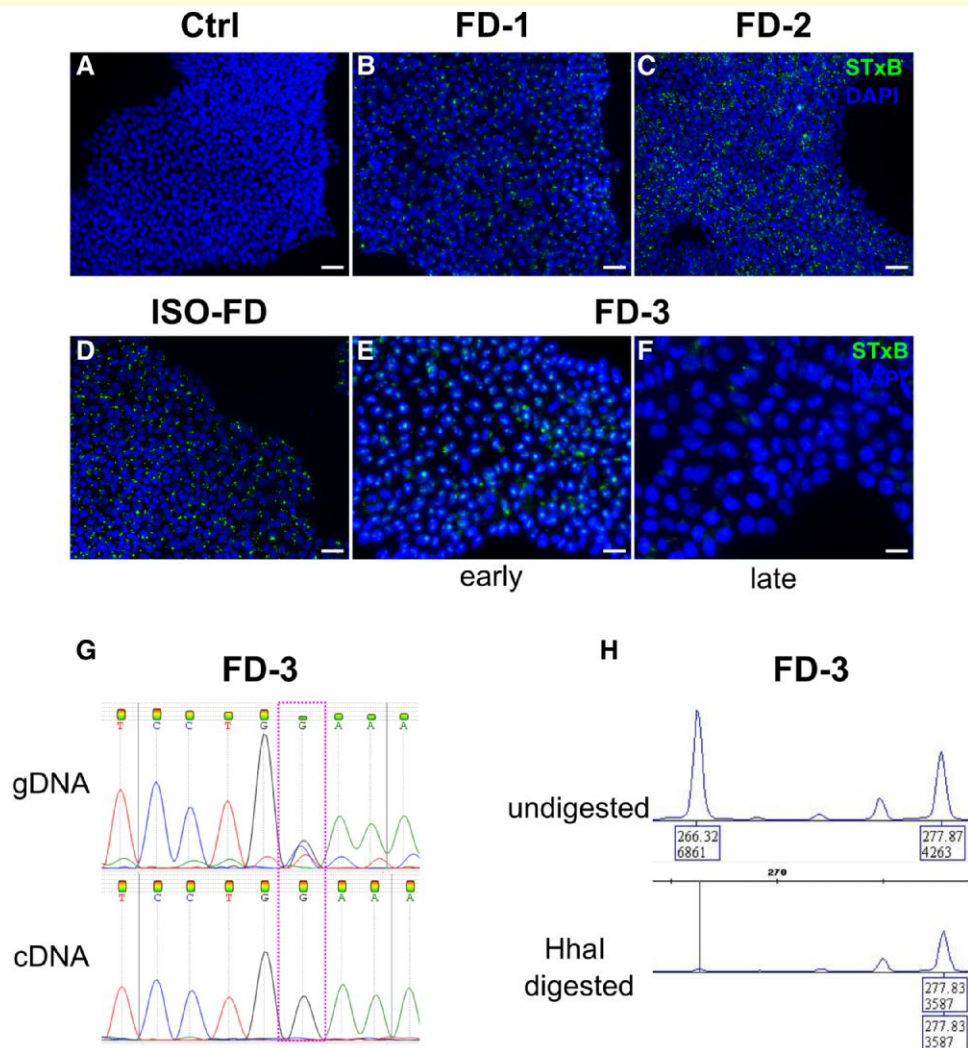 Ctrl FD-1 FD-2
A B C STxB
DAPI
ISO-FD FD-3
D E F STxB
DAPI
early late
G FD-3
T C C T G G A A A
gDNA
T C C T G G A A A
cDNA
H FD-3
undigested
266.32 277.87
6861 4263
270
HhaI
digested
277.83
3587
277.83
3587